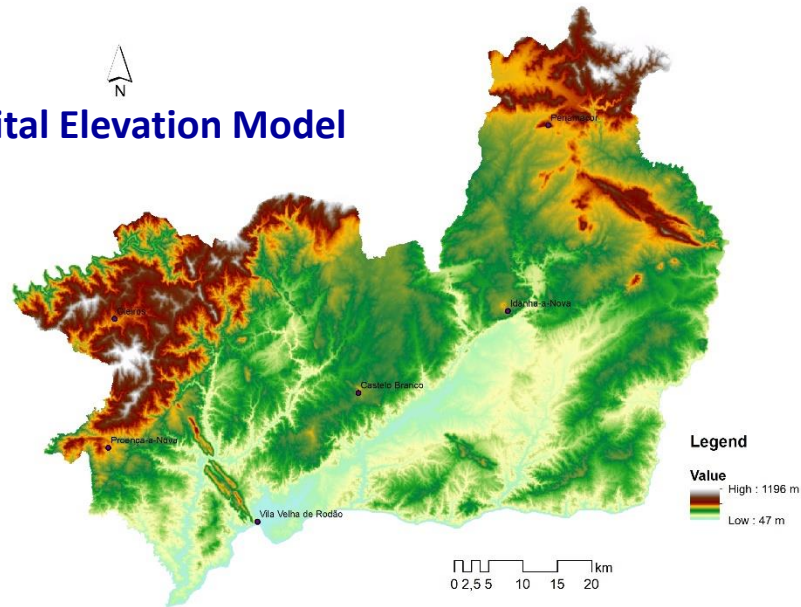 N
ital Elevation Model
Penamacor
Oleiros
Idanha-a-Nova
Castelo Branco
Proença-a-Nova
Vila Velha de Rodão
Legend
Value
High : 1196 m
Low : 47 m
km
0 2,5 5 10 15 20